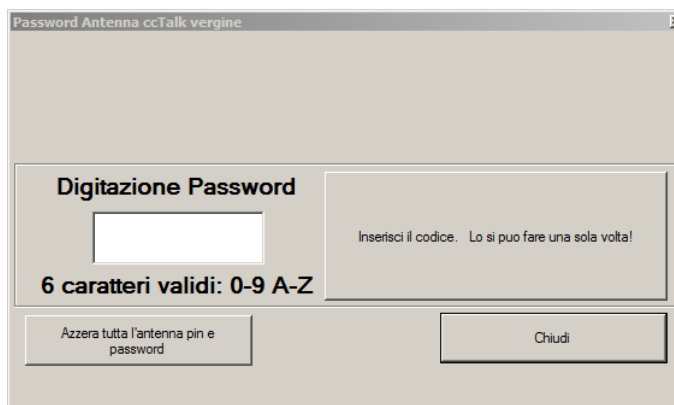 Password Antenna ccTalk vergine
Digitazione Password
Inserisci il codice. Lo si puo fare una sola volta!
6 caratteri validi: 0-9 A-Z
Azzera tutta l'antenna pin e
password
Chiudi